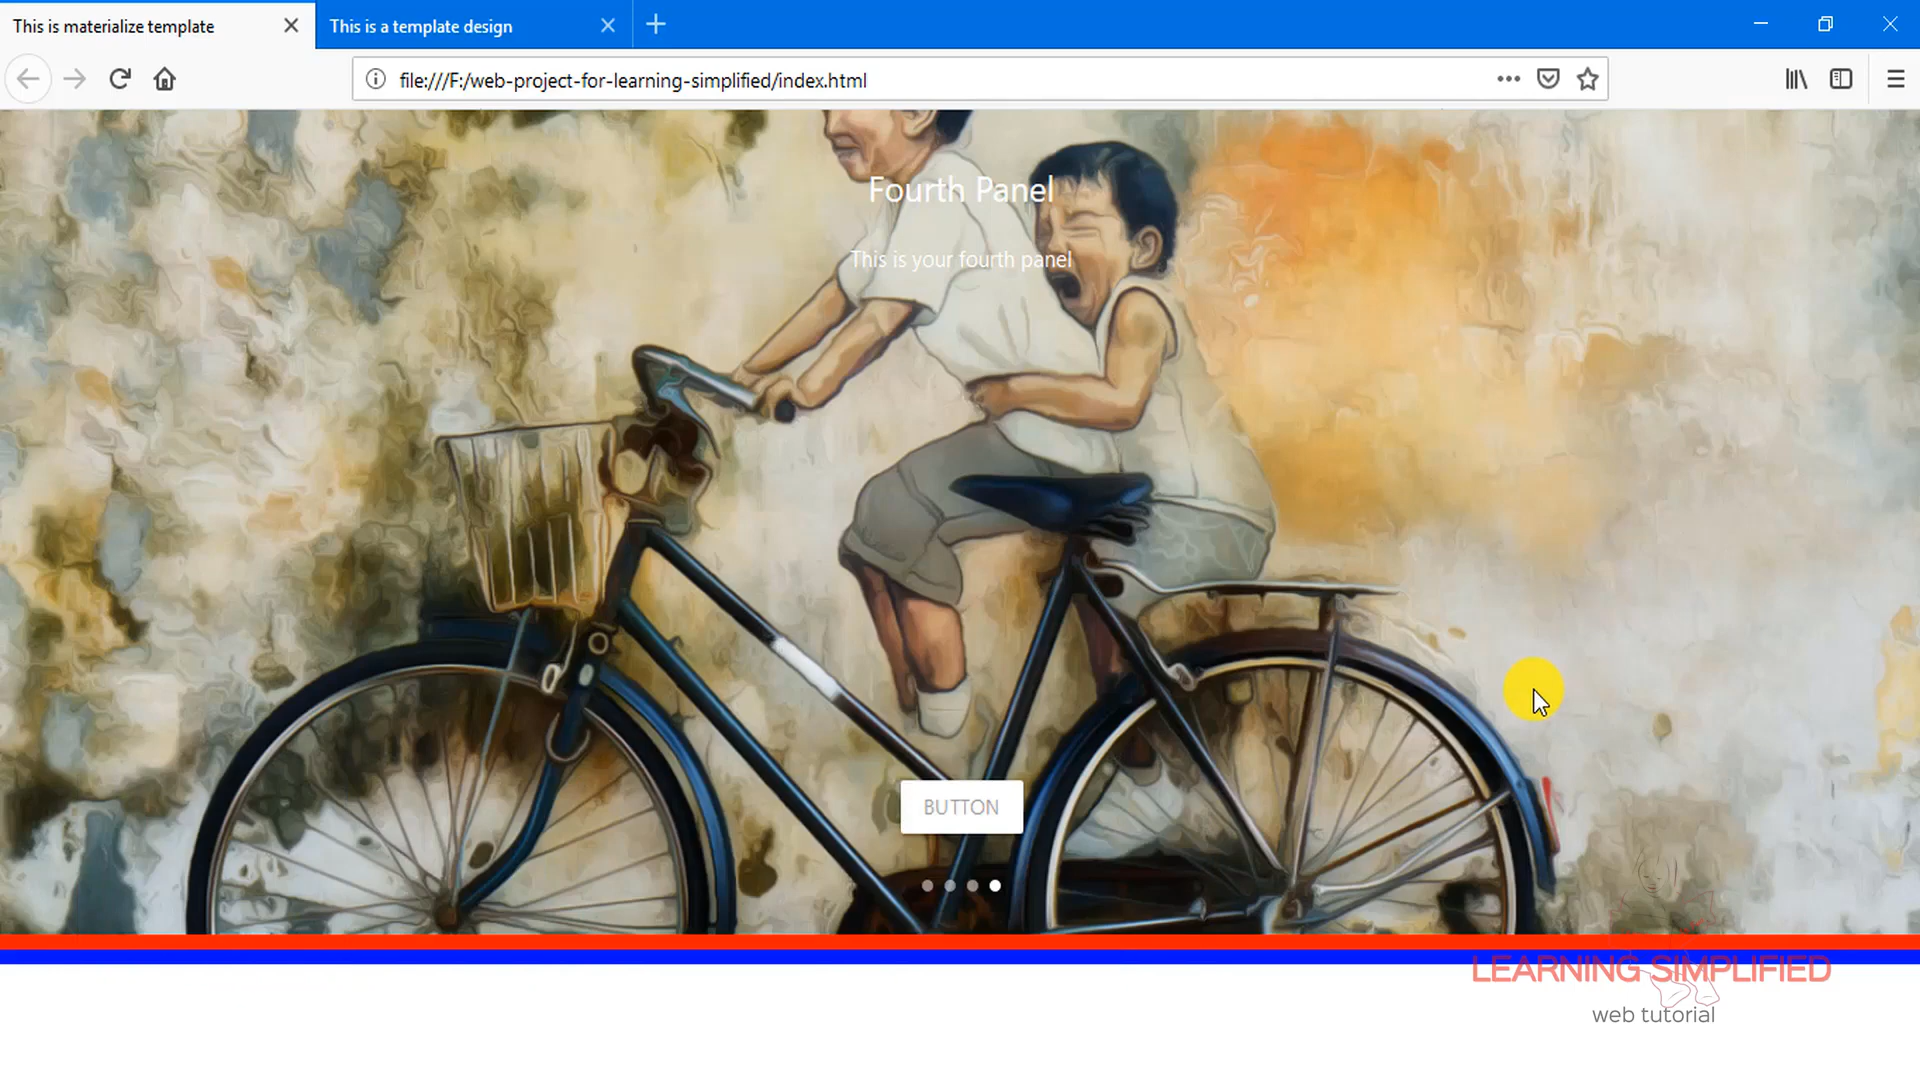 This is materialize template
This is a template design
file:///F:/web-project-for-learning-simplified/index.html
Fourth Panel
This is your fourth panel
BUTTON
LEARNING SIMPLIFIED
web tutorial